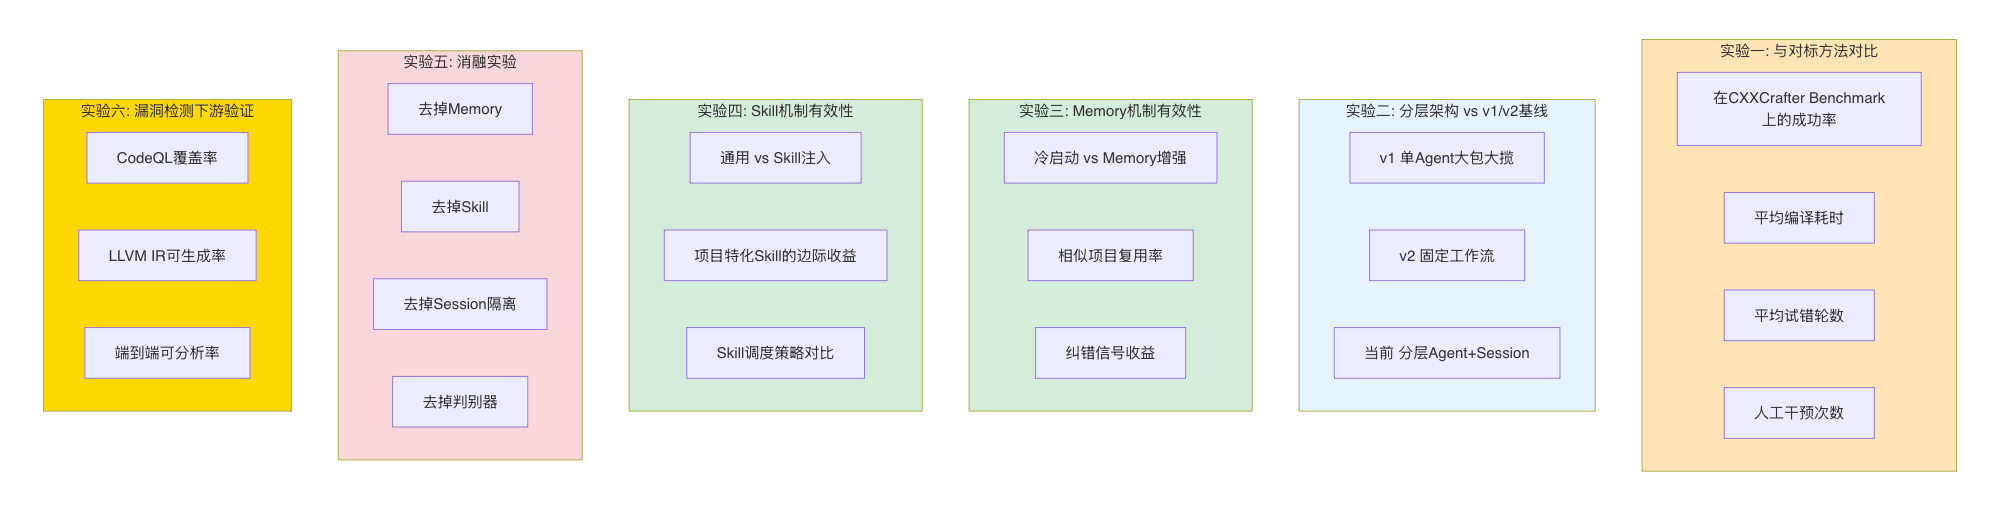 实验六: 漏洞检测下游验证
CodeQL覆盖率
LLVM IR可生成率
端到端可分析率
实验五: 消融实验
去掉Memory
去掉Skill
去掉Session隔离
去掉判别器
实验四: Skill机制有效性
通用 vs Skill注入
项目特化Skill的边际收益
Skill调度策略对比
实验三: Memory机制有效性
冷启动 vs Memory增强
相似项目复用率
纠错信号收益
实验二: 分层架构 vs v1/v2基线
v1 单Agent大包大揽
v2 固定工作流
当前 分层Agent+Session
实验一: 与对标方法对比
在CXXCrafter Benchmark
上的成功率
平均编译耗时
平均试错轮数
人工干预次数